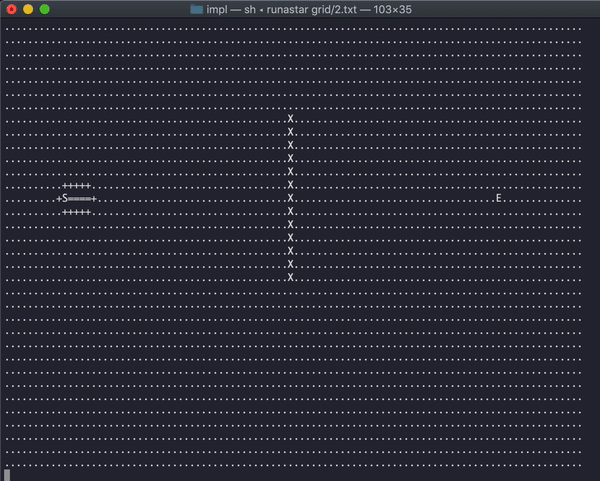 impl — sh ◂ runastar grid/2.txt — 103×35
X
X
X
X
X
+++++ X
+S====+ X E
+++++ X
X
X
X
X
X